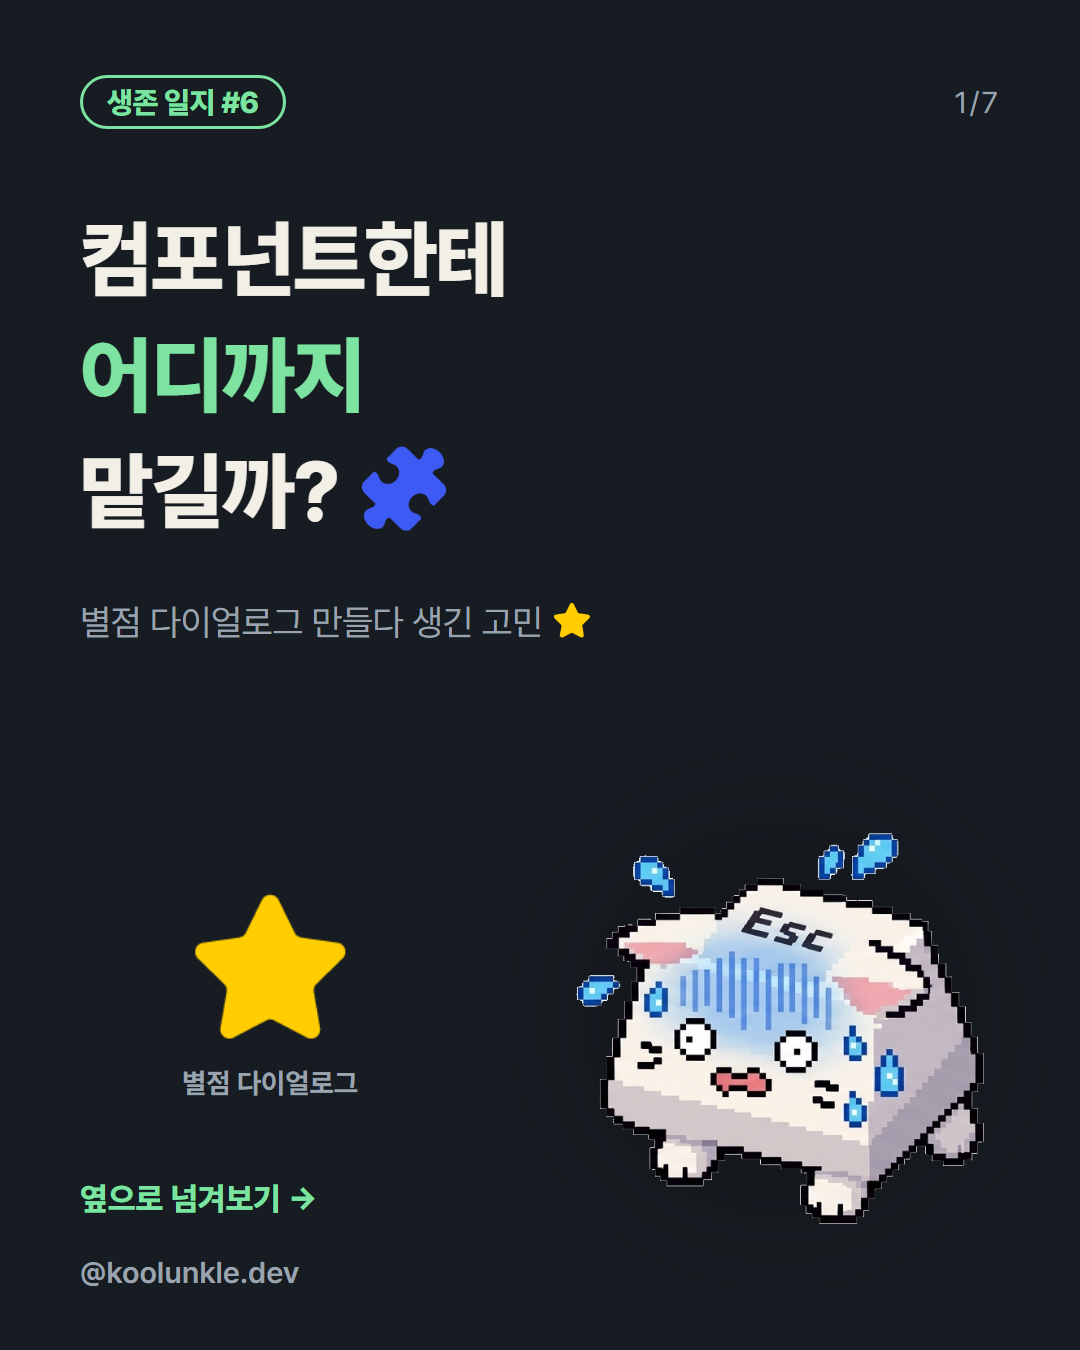 생존 일지 #6
1/7
컴포넌트한테
어디까지
맡길까?
별점 다이얼로그 만들다 생긴 고민
Esc
별점 다이얼로그
옆으로 넘겨보기 →
@koolunkle.dev